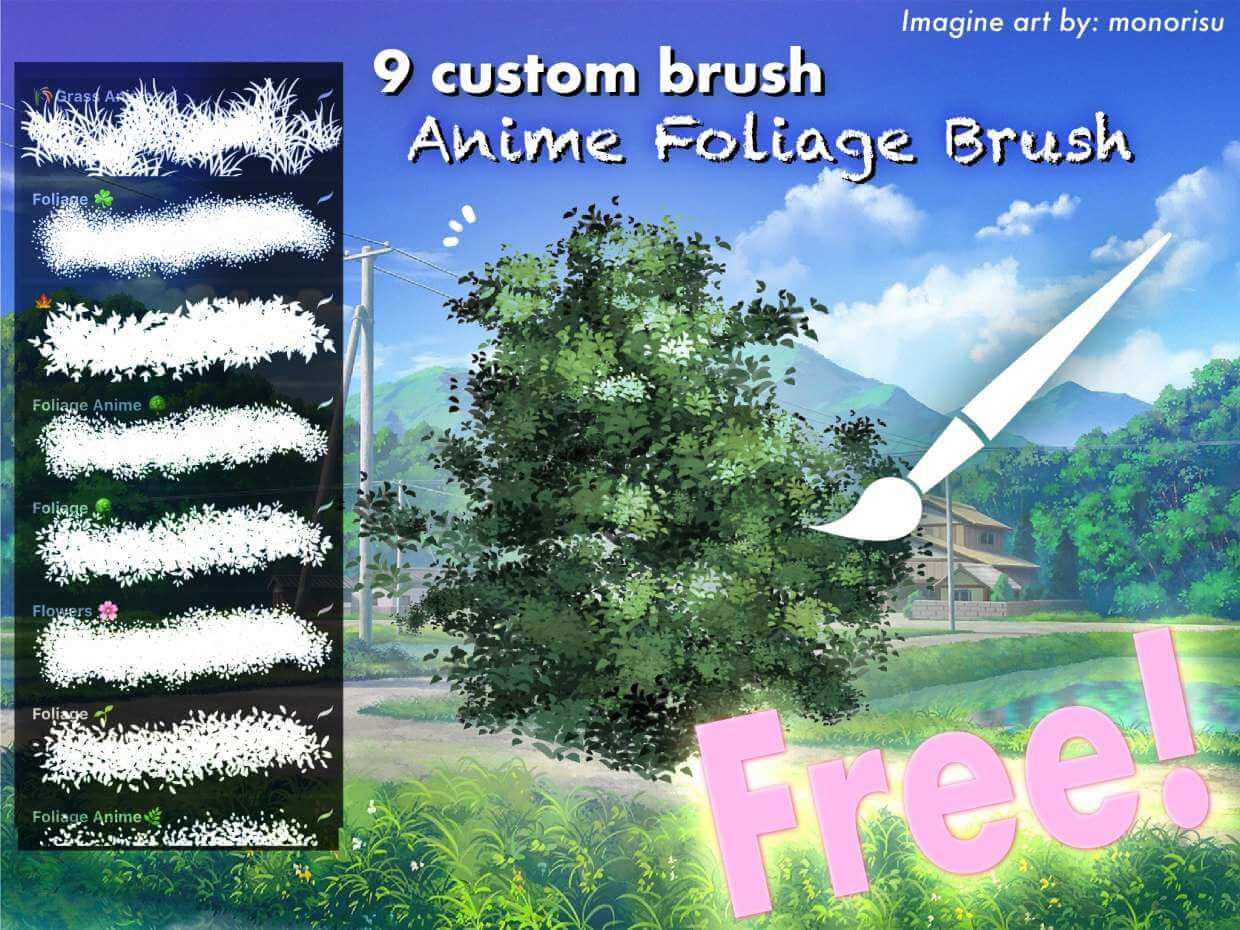 Imagine art by: monorisu
9 custom brush
Anime Foliage Brush
Grass
Foliage ☘️
🍁
Foliage Anime
Foliage
Flowers 🌸
Foliage 🌱
Foliage Anime🌿
Free!